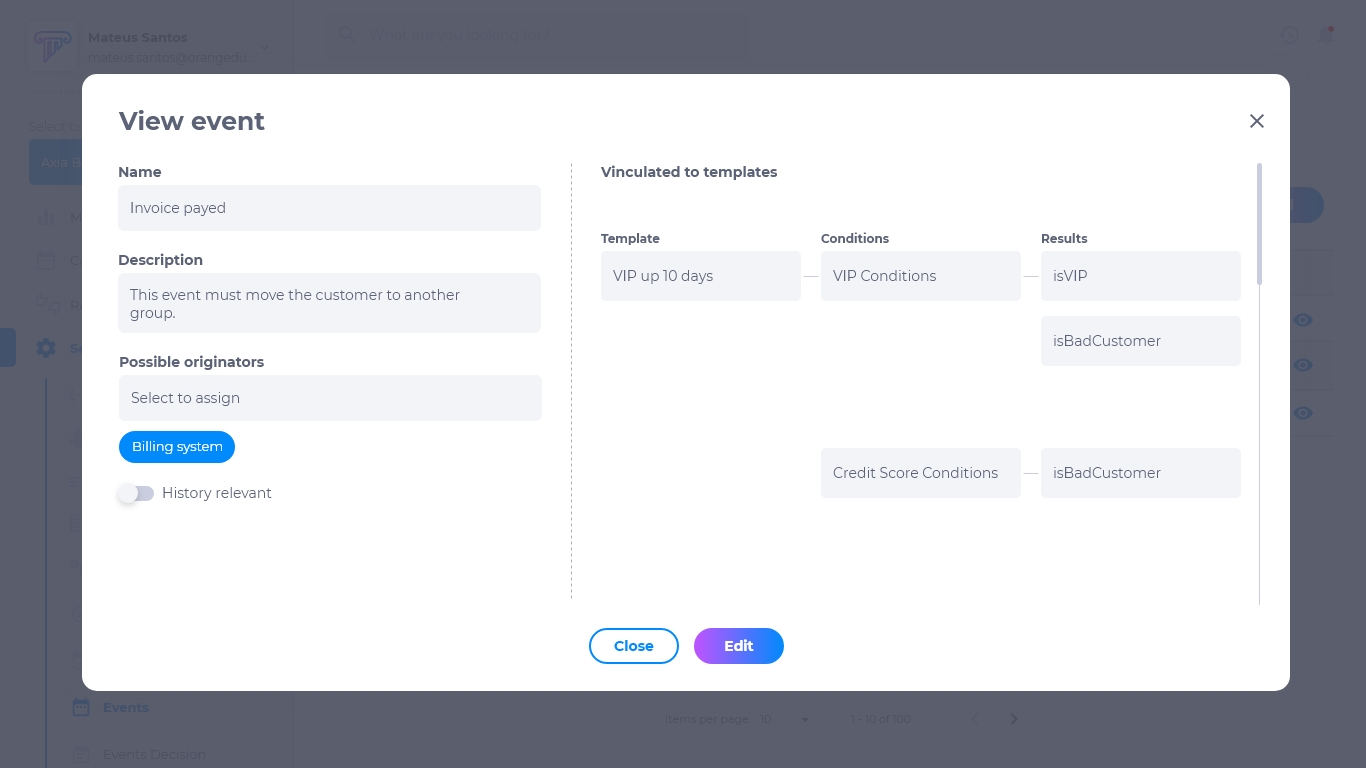 Mateus Santos
mateus.santos@orangedu...
What are you looking for?
View event
Name
Invoice payed
Description
This event must move the customer to another
group.
Possible originators
Select to assign
Billing system
History relevant
Vinculated to templates
Template
Conditions
Results
VIP up 10 days
VIP Conditions
isVIP
isBadCustomer
Credit Score Conditions
isBadCustomer
Close
Edit
Events
Items per page
10
1 - 10 of 100
Events Decision